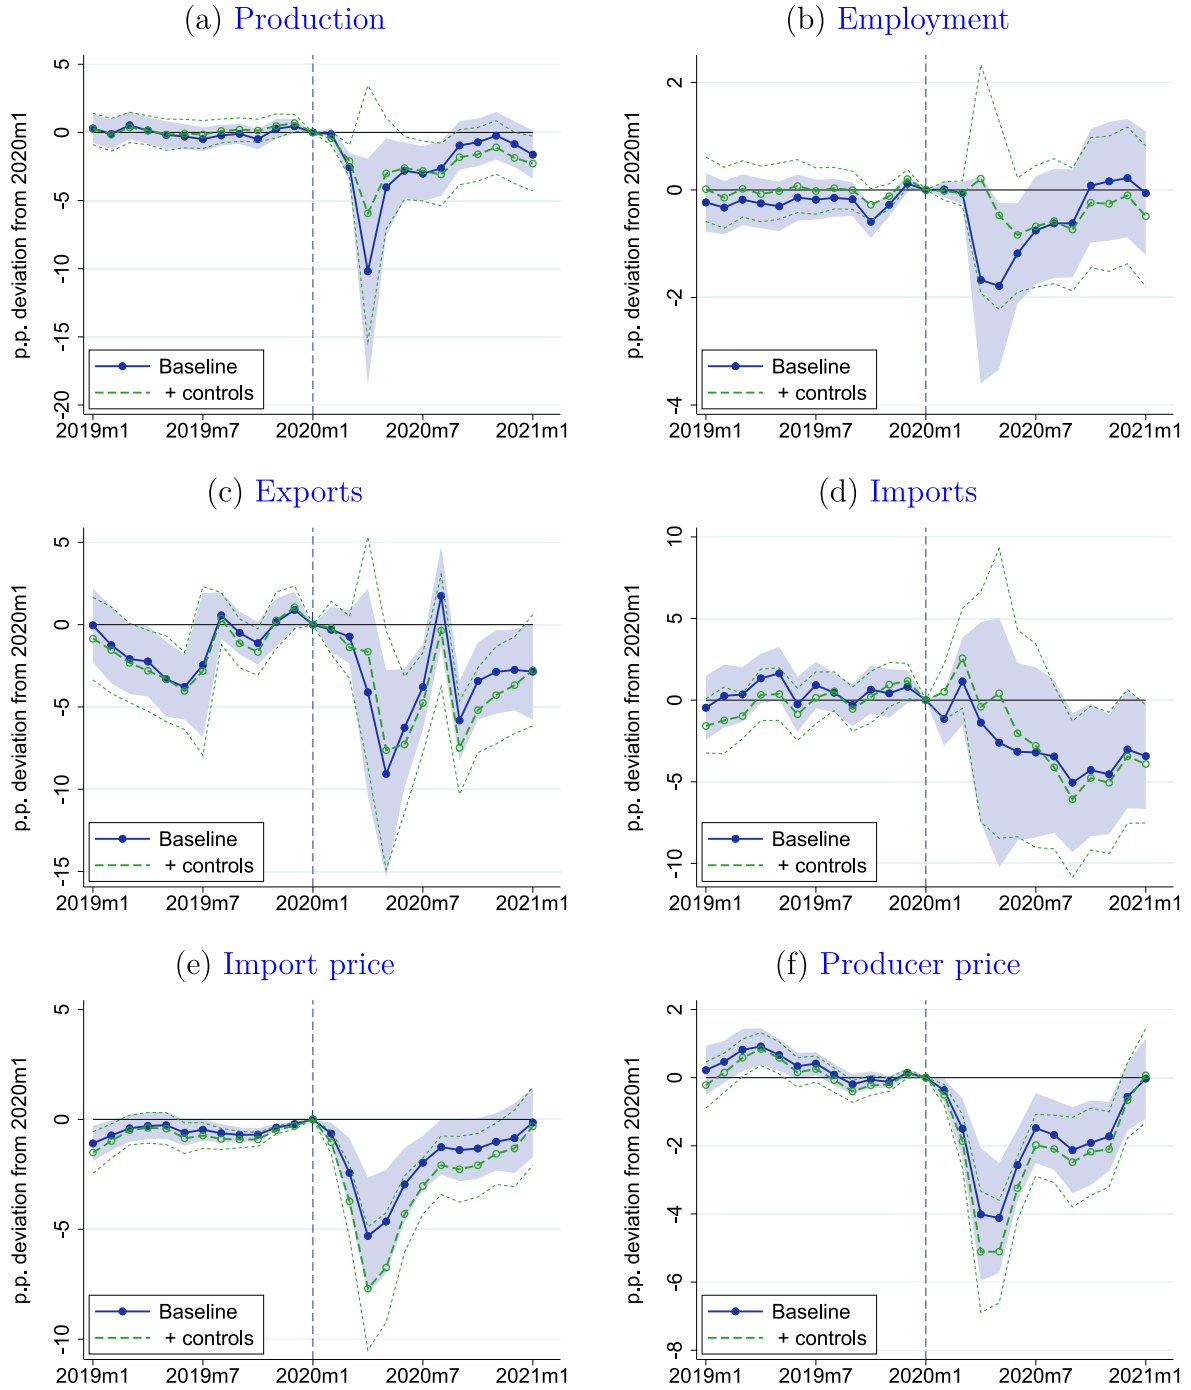 (a) Production
p.p. deviation from 2020m1
5
0
-5
-10
-15
-20
Baseline
+ controls
2019m1 2019m7 2020m1 2020m7 2021m1
(b) Employment
p.p. deviation from 2020m1
2
0
-2
-4
Baseline
+ controls
2019m1 2019m7 2020m1 2020m7 2021m1
(c) Exports
p.p. deviation from 2020m1
5
0
-5
-10
-15
Baseline
+ controls
2019m1 2019m7 2020m1 2020m7 2021m1
(d) Imports
p.p. deviation from 2020m1
10
5
0
-5
-10
Baseline
+ controls
2019m1 2019m7 2020m1 2020m7 2021m1
(e) Import price
p.p. deviation from 2020m1
5
0
-5
-10
Baseline
+ controls
2019m1 2019m7 2020m1 2020m7 2021m1
(f) Producer price
p.p. deviation from 2020m1
2
0
-2
-4
-6
-8
Baseline
+ controls
2019m1 2019m7 2020m1 2020m7 2021m1